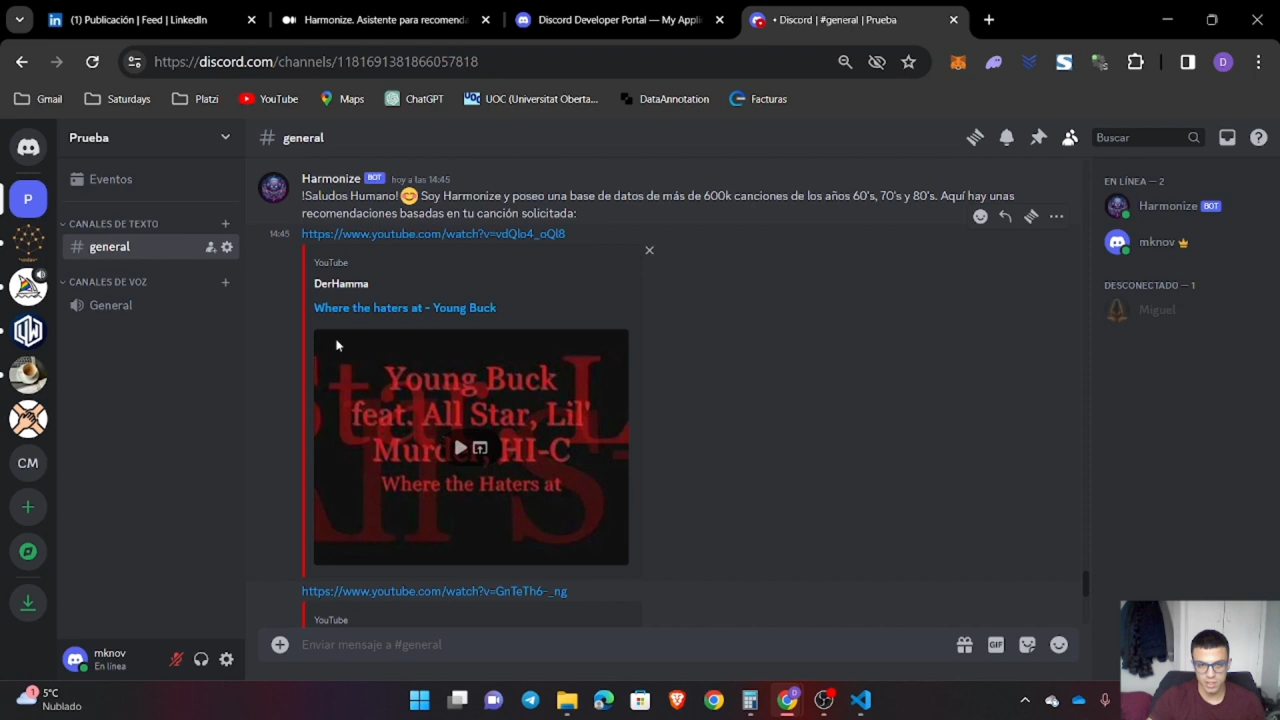 (1) Publicación | Feed | LinkedIn
Harmonize. Asistente para recomenda
Discord Developer Portal — My Appli
• Discord | #general | Prueba
https://discord.com/channels/1181691381866057818
D
Gmail
Saturdays
Platzi
YouTube
Maps
ChatGPT
UOC (Universitat Oberta...
DataAnnotation
Facturas
Prueba
general
Buscar
Eventos
P
CANALES DE TEXTO
general
CANALES DE VOZ
General
CM
Harmonize BOT hoy a las 14:45
!Saludos Humano! Soy Harmonize y poseo una base de datos de más de 600k canciones de los años 60's, 70's y 80's. Aquí hay unas
recomendaciones basadas en tu canción solicitada:
14:45 https://www.youtube.com/watch?v=vdQlo4_oQl8
YouTube
DerHamma
Where the haters at - Young Buck
Young Buck
feat. All Star, Lil'
Murder, HI-C
Where the Haters at
https://www.youtube.com/watch?v=GnTeTh6-_ng
YouTube
Enviar mensaje a #general
GIF
EN LÍNEA — 2
Harmonize BOT
mknov
DESCONECTADO — 1
Miguel
mknov
En línea
1
5°C
Nublado